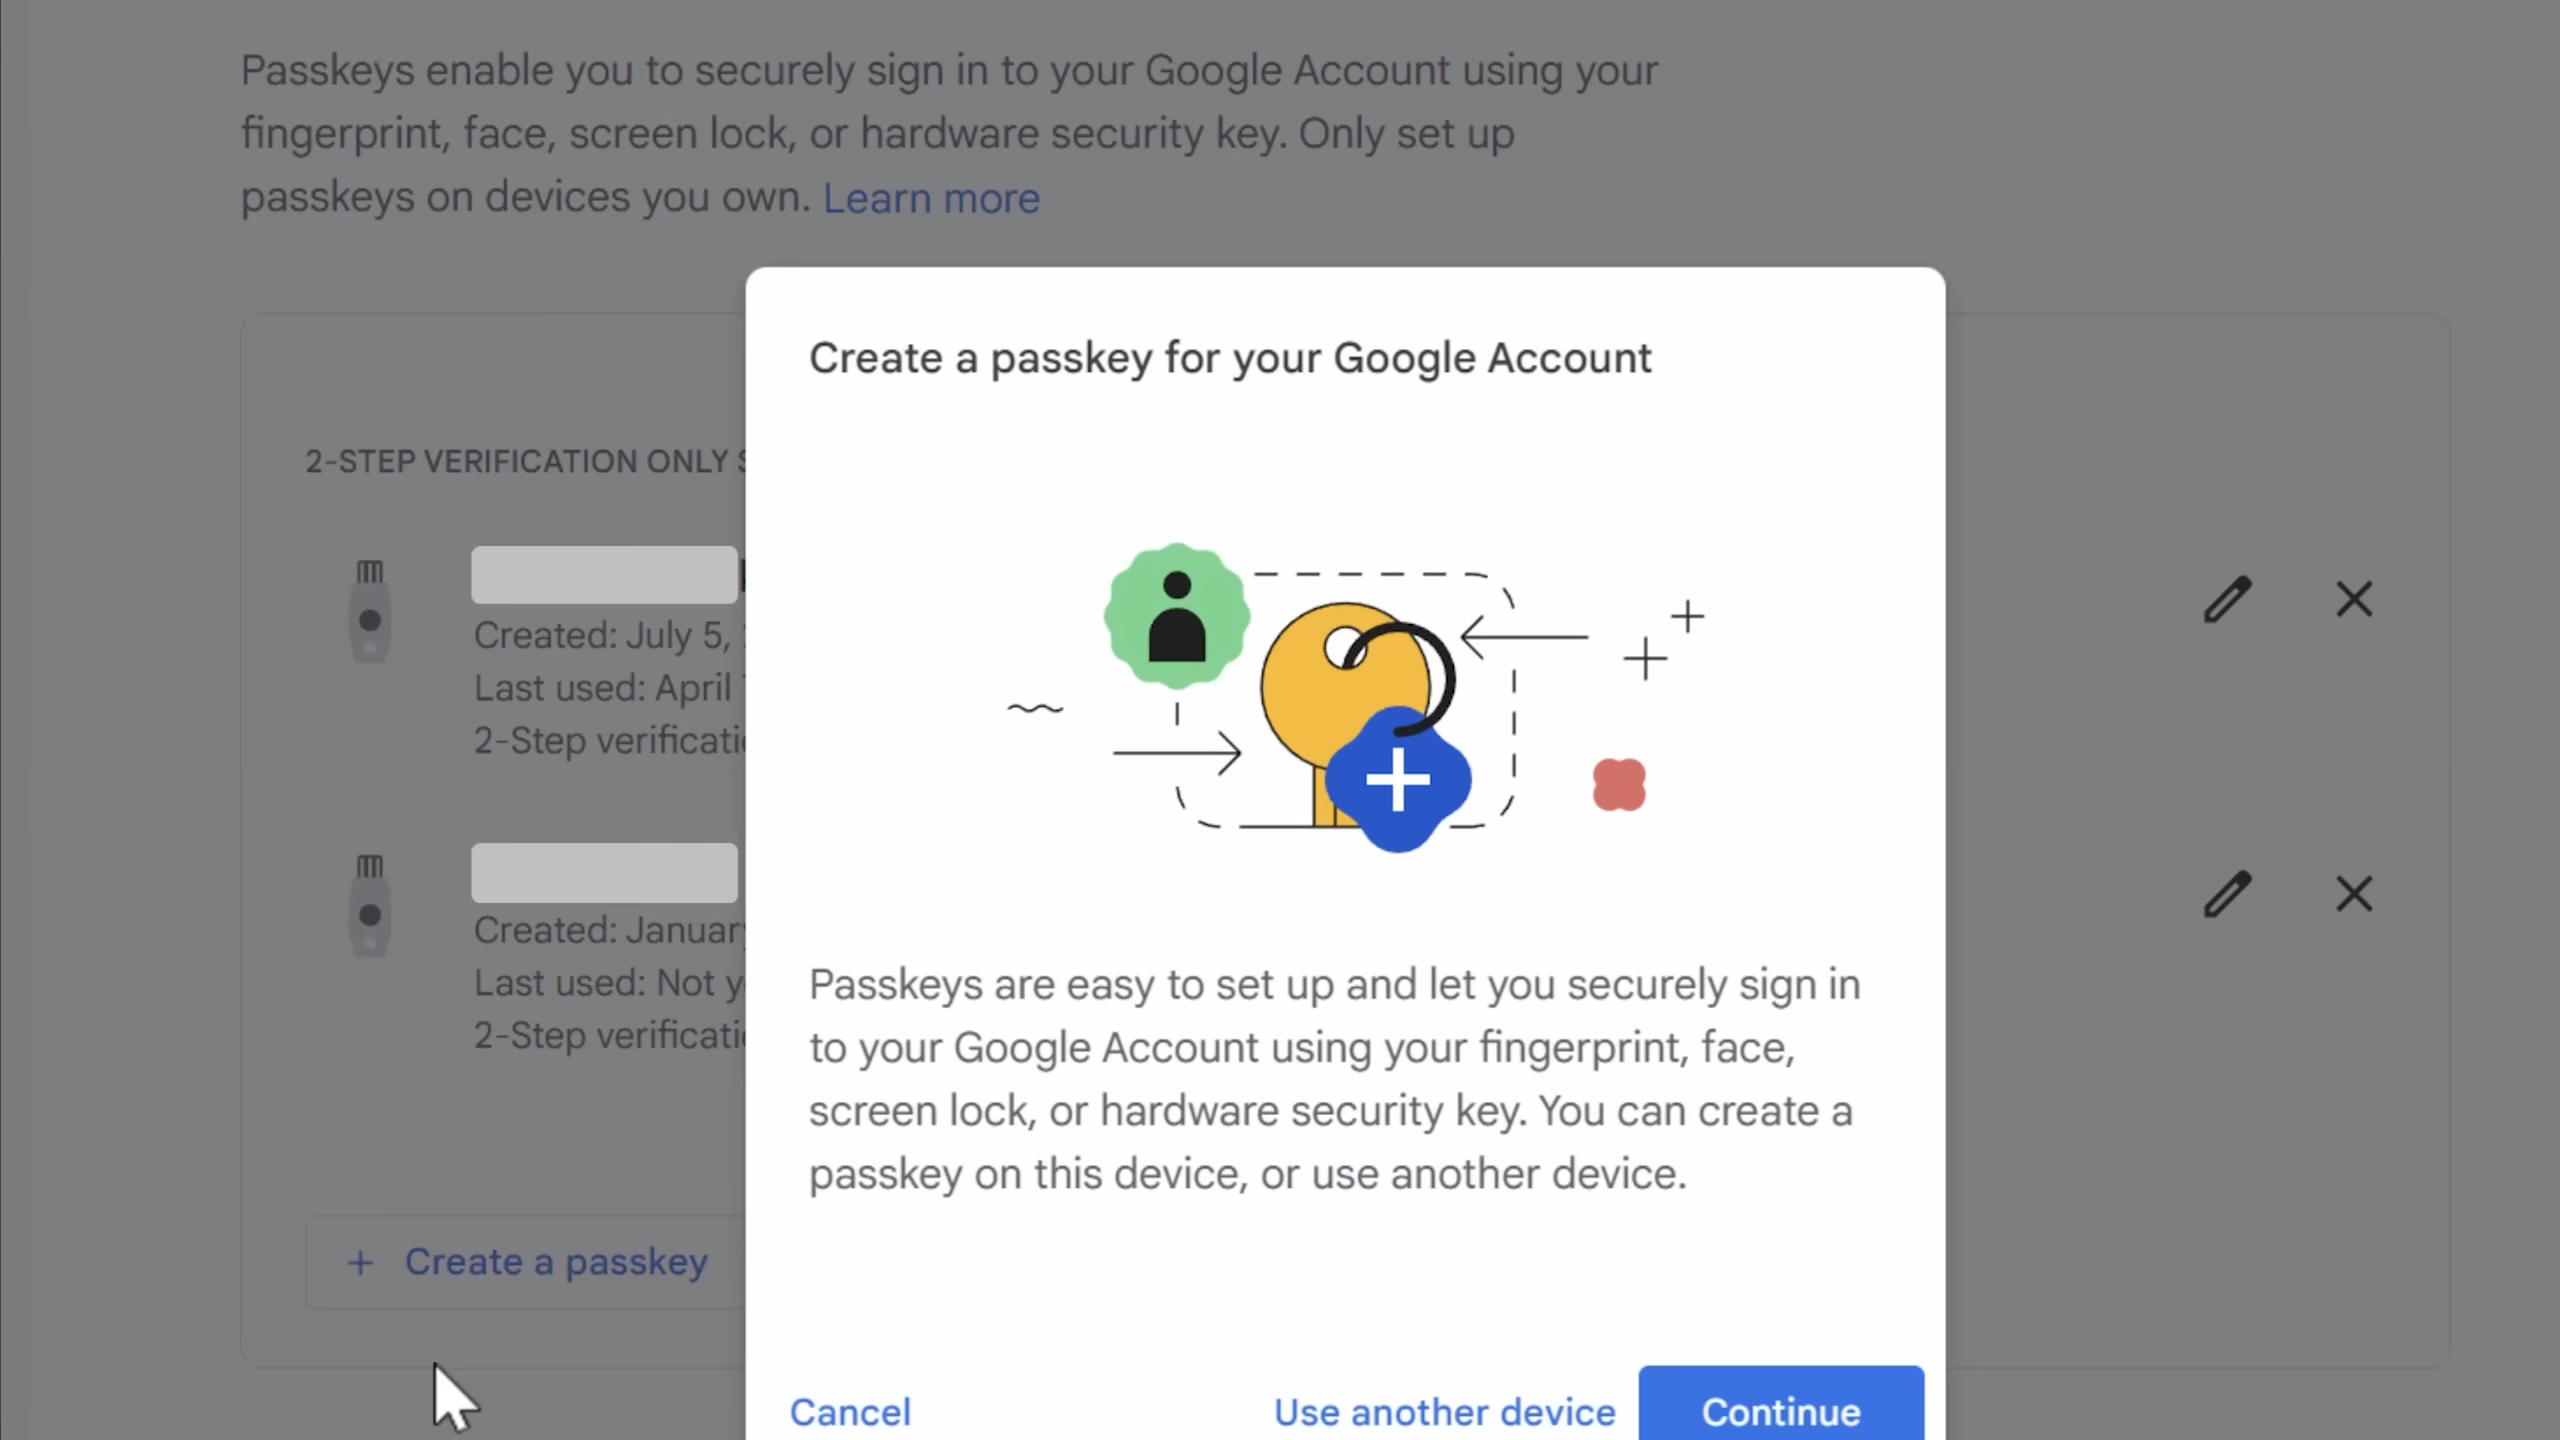 Passkeys enable you to securely sign in to your Google Account using your
fingerprint, face, screen lock, or hardware security key. Only set up
passkeys on devices you own. Learn more
Create a passkey for your Google Account
2-STEP VERIFICATION ONLY
Created: July 5,
Last used: April
2-Step
Created:
Last used: Not
2-Step
Passkeys are easy to set up and let you securely sign in
to your Google Account using your fingerprint, face,
screen lock, or hardware security key. You can create a
passkey on this device, or use another device.
+ Create a passkey
Cancel
Use another device
Continue